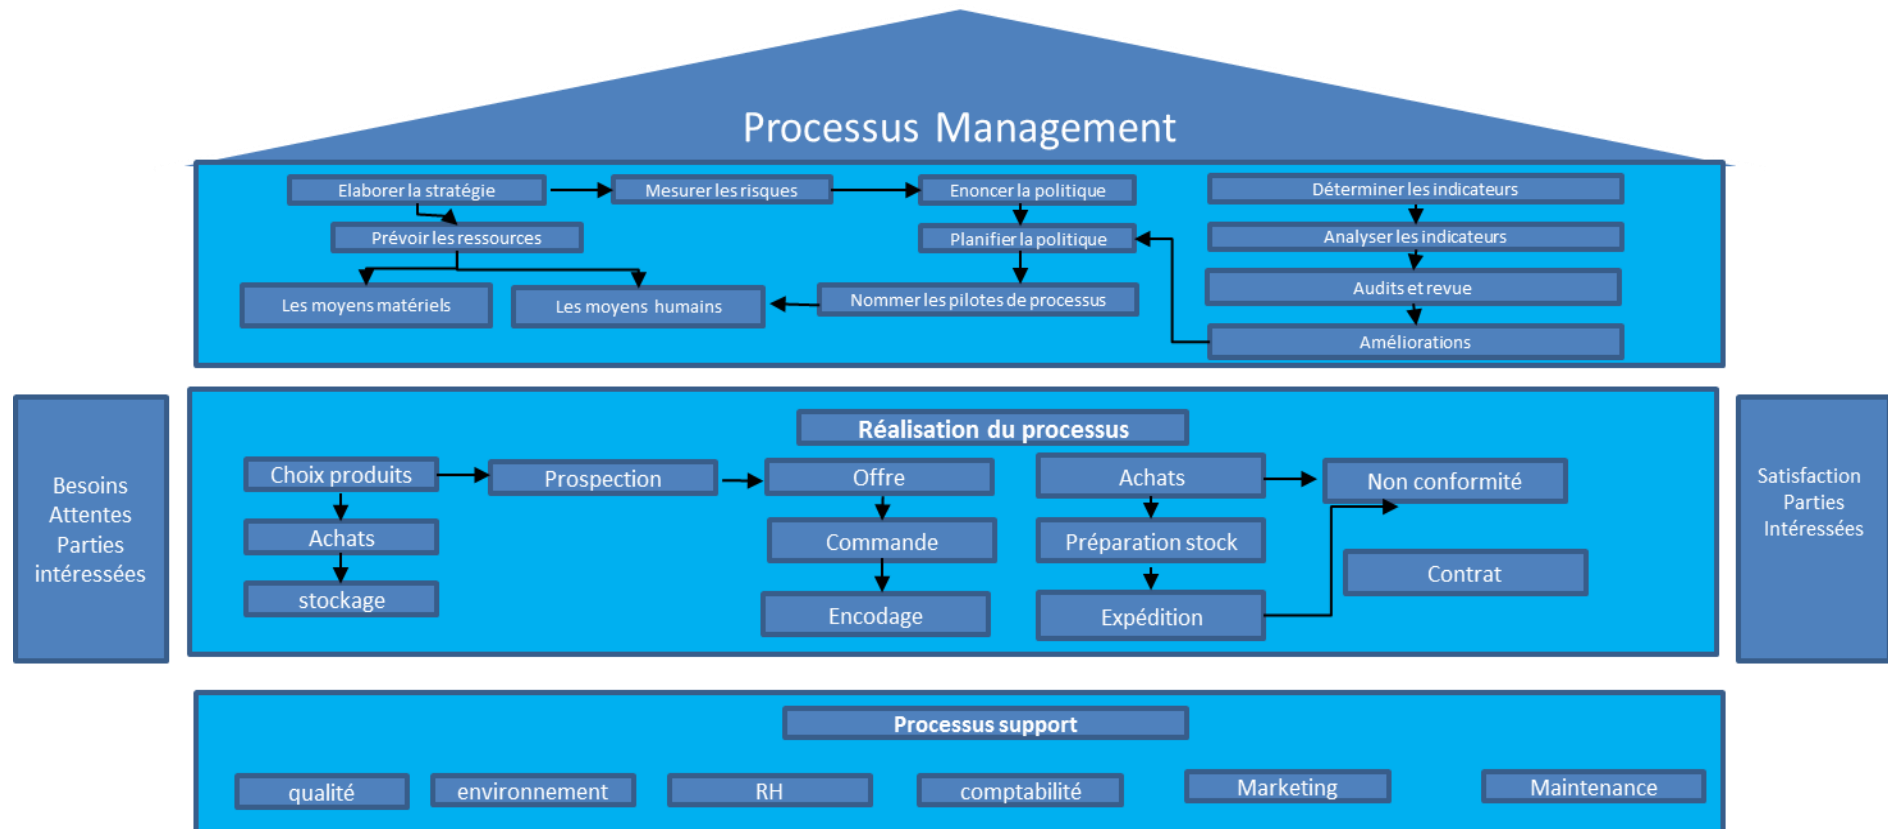 Processus Management
Elaborer la stratégie
Mesurer les risques
Enoncer la politique
Déterminer les indicateurs
Prévoir les ressources
Planifier la politique
Analyser les indicateurs
Les moyens matériels
Les moyens humains
Nommer les pilotes de processus
Audits et revue
Améliorations
Besoins
Attentes
Parties
intéressées
Réalisation du processus
Choix produits
Prospection
Offre
Achats
Non conformité
Achats
Commande
Préparation stock
Contrat
stockage
Encodage
Expédition
Satisfaction
Parties
Intéressées
Processus support
qualité
environnement
RH
comptabilité
Marketing
Maintenance